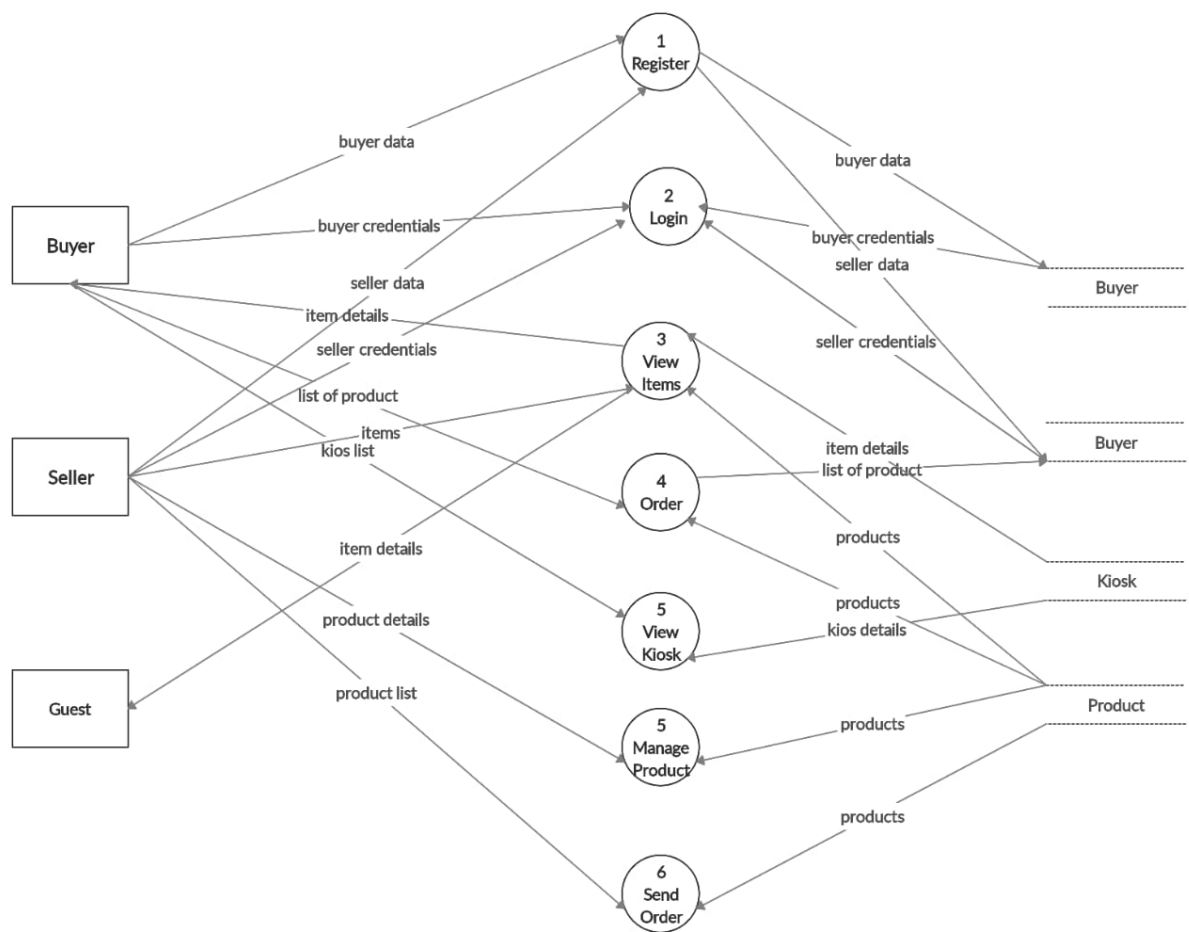 1
Register
buyer data
buyer data
2
Login
Buyer
buyer credentials
buyer credentials
seller data
seller data
Buyer
item details
seller credentials
seller credentials
3
View
Items
list of product
items
kios list
item details
list of product
Buyer
Seller
4
Order
products
item details
Kiosk
products
kios details
5
View
Kiosk
product details
product list
Guest
Product
products
5
Manage
Product
products
6
Send
Order